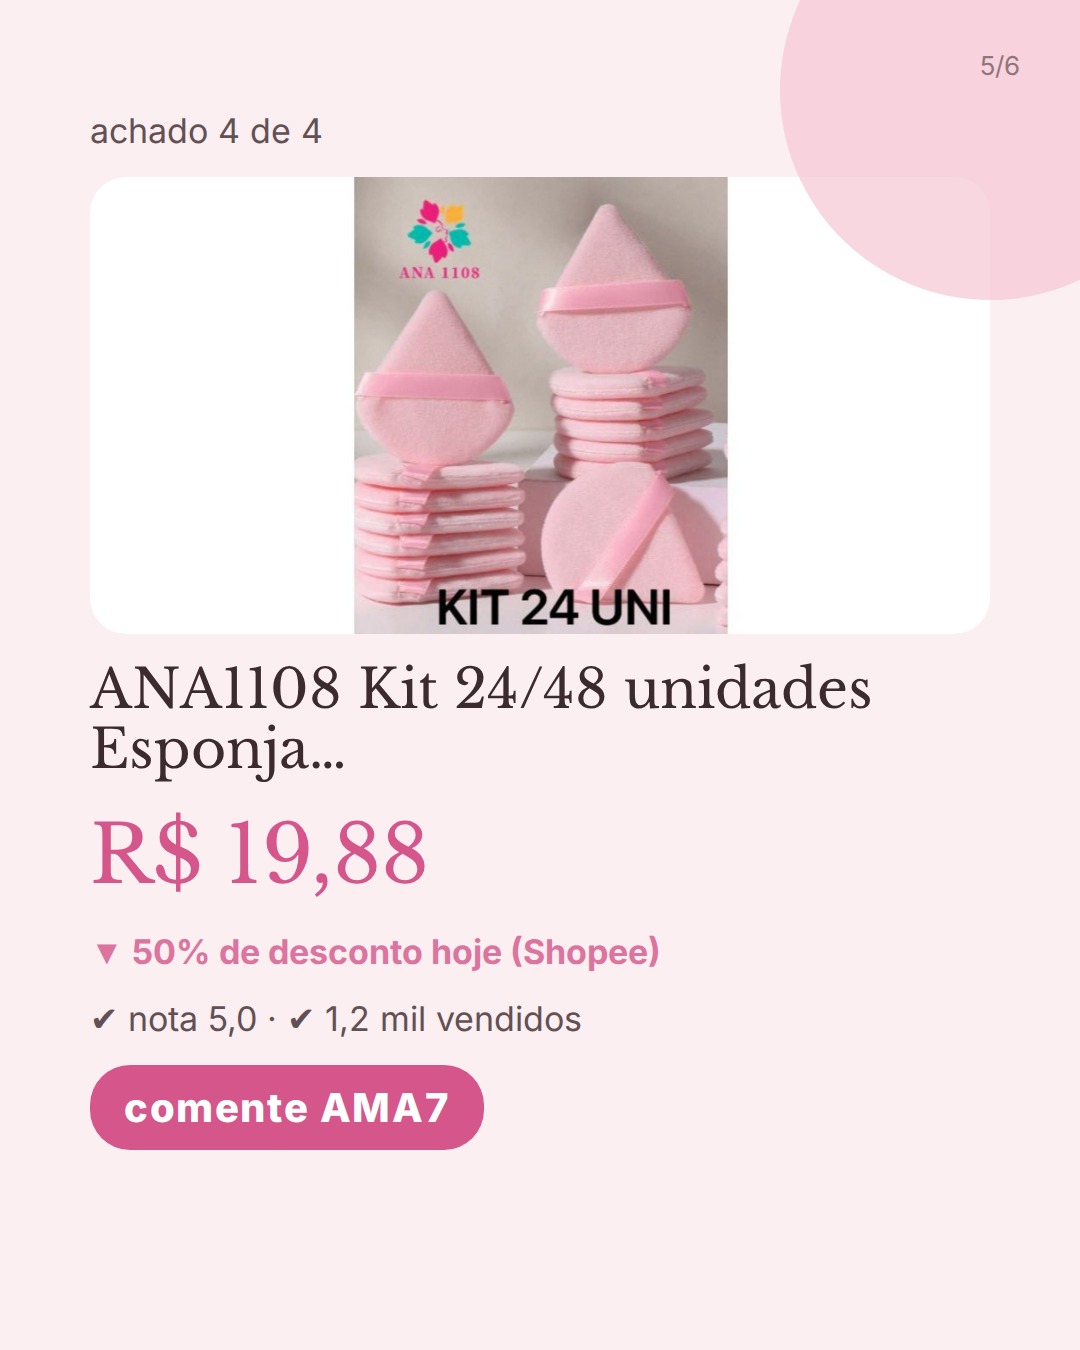 5/6
achado 4 de 4
ANA 1108
KIT 24 UNI
ANA1108 Kit 24/48 unidades
Esponja...
R$ 19,88
▼ 50% de desconto hoje (Shopee)
✔ nota 5,0 · ✔ 1,2 mil vendidos
comente AMA7